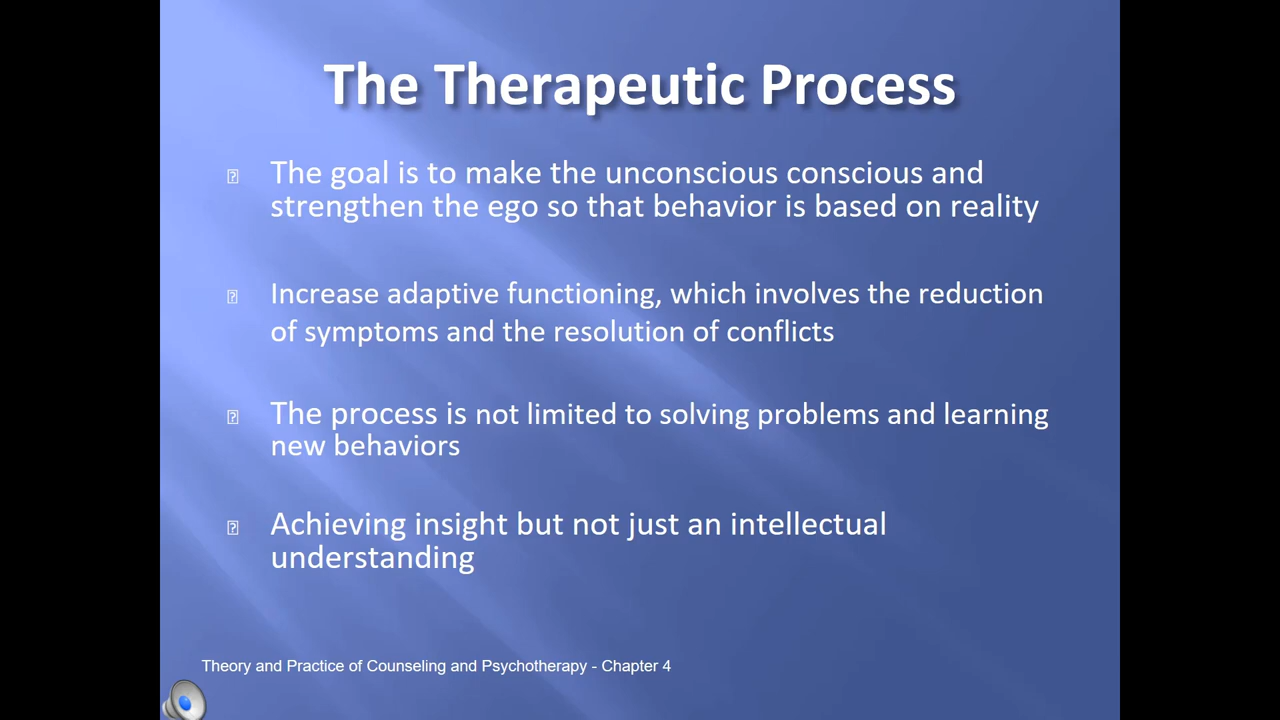 The Therapeutic Process
The goal is to make the unconscious conscious and
strengthen the ego so that behavior is based on reality
Increase adaptive functioning, which involves the reduction
of symptoms and the resolution of conflicts
The process is not limited to solving problems and learning
new behaviors
Achieving insight but not just an intellectual
understanding
Theory and Practice of Counseling and Psychotherapy - Chapter 4